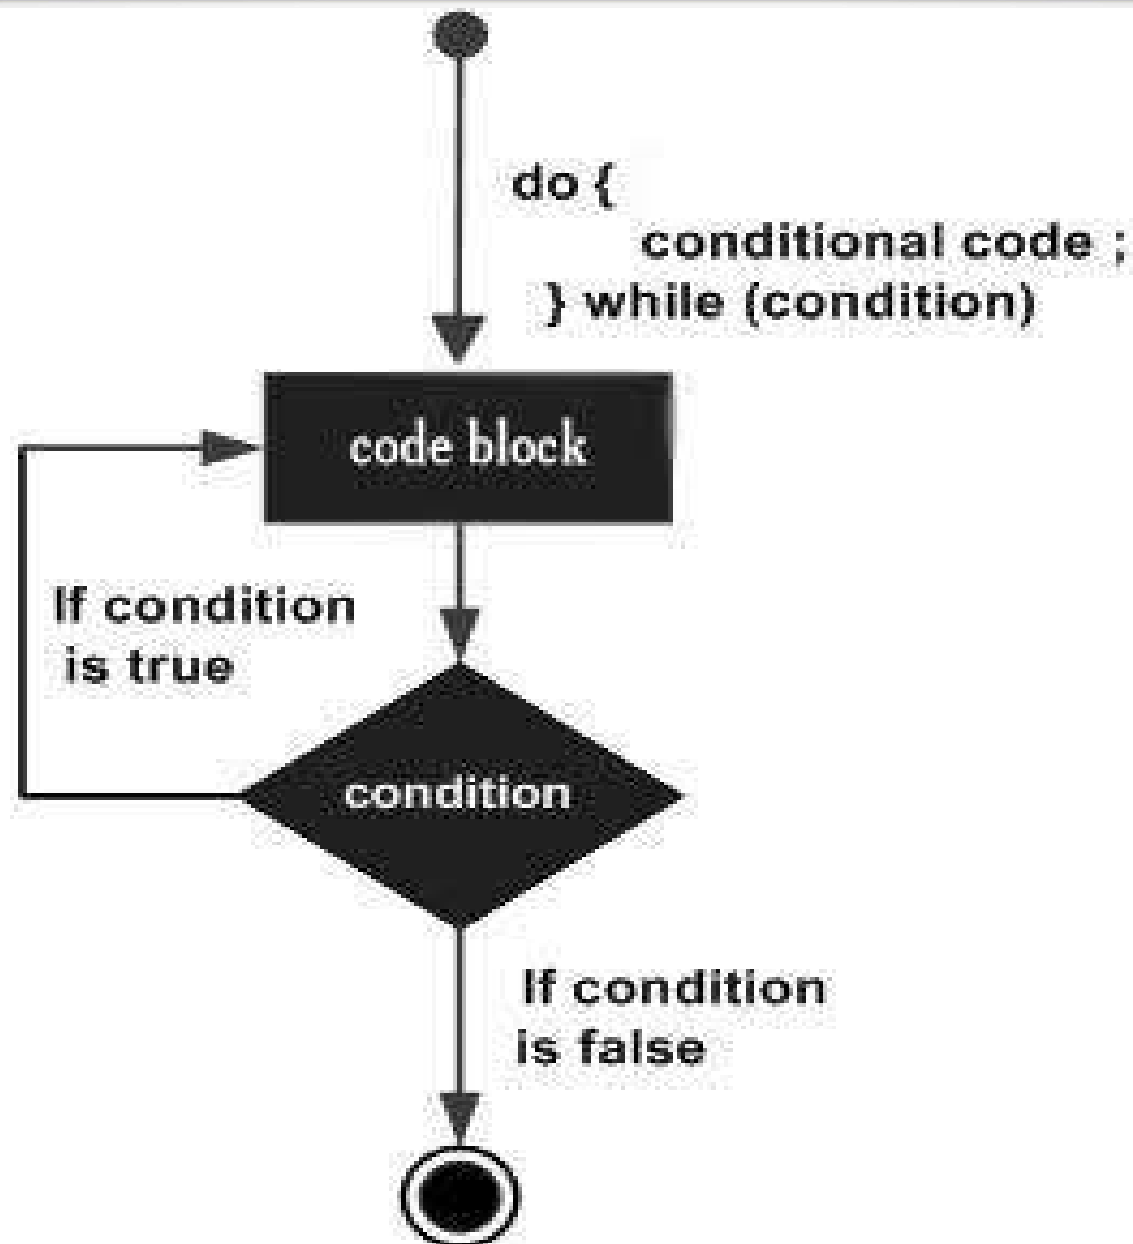 do {
conditional code ;
} while (condition)
code block
If condition
is true
condition
If condition
is false